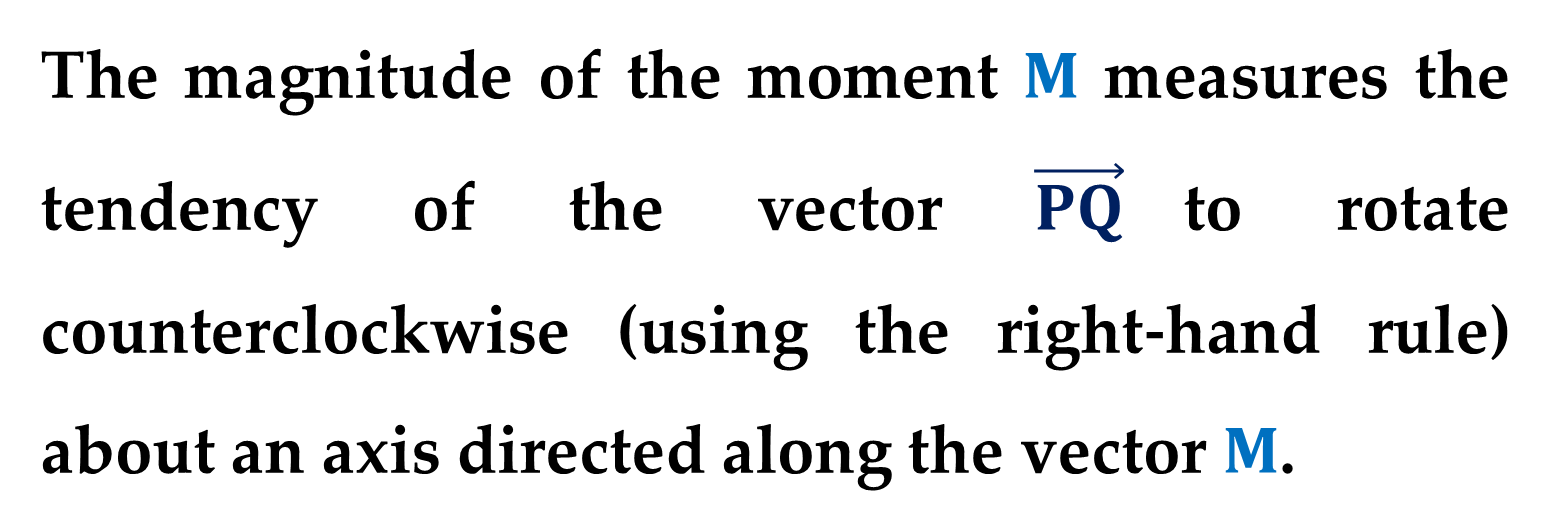 The magnitude of the moment M measures the
tendency of the vector $\overrightarrow{PQ}$ to rotate
counterclockwise (using the right-hand rule)
about an axis directed along the vector M.